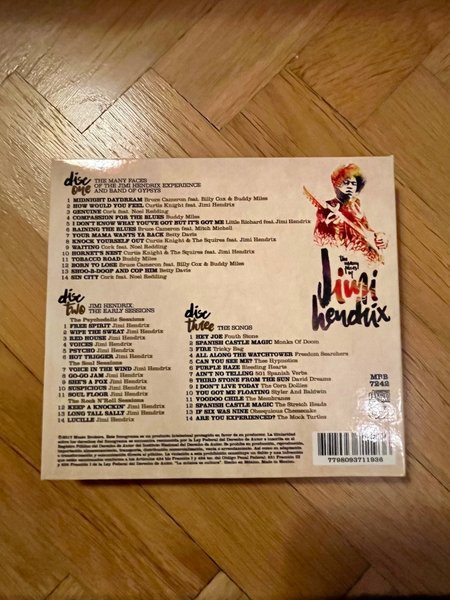 disc one
THE MANY FACES
OF THE JIMI HENDRIX EXPERIENCE
AND BAND OF GYPSYS
1 MIDNIGHT DAYDREAM Bruce Cameron feat. Billy Cox & Buddy Miles
2 HOW WOULD YOU FEEL Curtis Knight feat. Jimi Hendrix
3 GENUINE Cork feat. Noel Redding
4 COMPASSION FOR THE BLUES Buddy Miles
5 I DON'T KNOW WHAT YOU'VE GOT BUT IT'S GOT ME Little Richard feat. Jimi Hendrix
6 RAINING THE BLUES Bruce Cameron feat. Mitch Michell
7 YOUR MAMA WANTS YA BACK Betty Davis
8 KNOCK YOURSELF OUT Curtis Knight & The Squires feat. Jimi Hendrix
9 WAITING Cork feat. Noel Redding
10 HORNET'S NEST Curtis Knight & The Squires feat. Jimi Hendrix
11 TOBACCO ROAD Buddy Miles
12 BORN TO LOSE Bruce Cameron feat. Billy Cox & Buddy Miles
13 SHOO-B-DOOP AND COP HIM Betty Davis
14 SIN CITY Cork feat. Noel Redding
the many faces of
Jimi
hendrix
disc two
JIMI HENDRIX,
THE EARLY SESSIONS
The Psychedelic Sessions
1 FREE SPIRIT Jimi Hendrix
2 WIPE THE SWEAT Jimi Hendrix
3 RED HOUSE Jimi Hendrix
4 VOICES Jimi Hendrix
5 PSYCHO Jimi Hendrix
6 HOT TRIGGER Jimi Hendrix
The Soul Sessions
7 VOICE IN THE WIND Jimi Hendrix
8 GO-GO JAM Jimi Hendrix
9 SHE'S A FOX Jimi Hendrix
10 SUSPICIOUS Jimi Hendrix
11 SOUL FLOOR Jimi Hendrix
The Rock'N'Roll Sessions
12 KEEP A KNOCKIN' Jimi Hendrix
13 LONG TALL SALLY Jimi Hendrix
14 LUCILLE Jimi Hendrix
disc three
THE SONGS
1 HEY JOE Fouth Stone
2 SPANISH CASTLE MAGIC Monks Of Doom
3 FIRE Tricky Bag
4 ALL ALONG THE WATCHTOWER Freedom Searchers
5 CAN YOU SEE ME? Thee Hypnotics
6 PURPLE HAZE Bleeding Hearts
7 AIN'T NO TELLING 501 Spanish Verbs
8 THIRD STONE FROM THE SUN David Dreams
9 I DON'T LIVE TODAY The Corn Dollies
10 YOU GOT ME FLOATING Styler And Baldwin
11 VOODOO CHILE The Membranes
12 SPANISH CASTLE MAGIC The Stretch Heads
13 IF SIX WAS NINE Chesquious Chemcake
14 ARE YOU EXPERIENCED? The Mock Turtles
MPB
7242
7798093711936